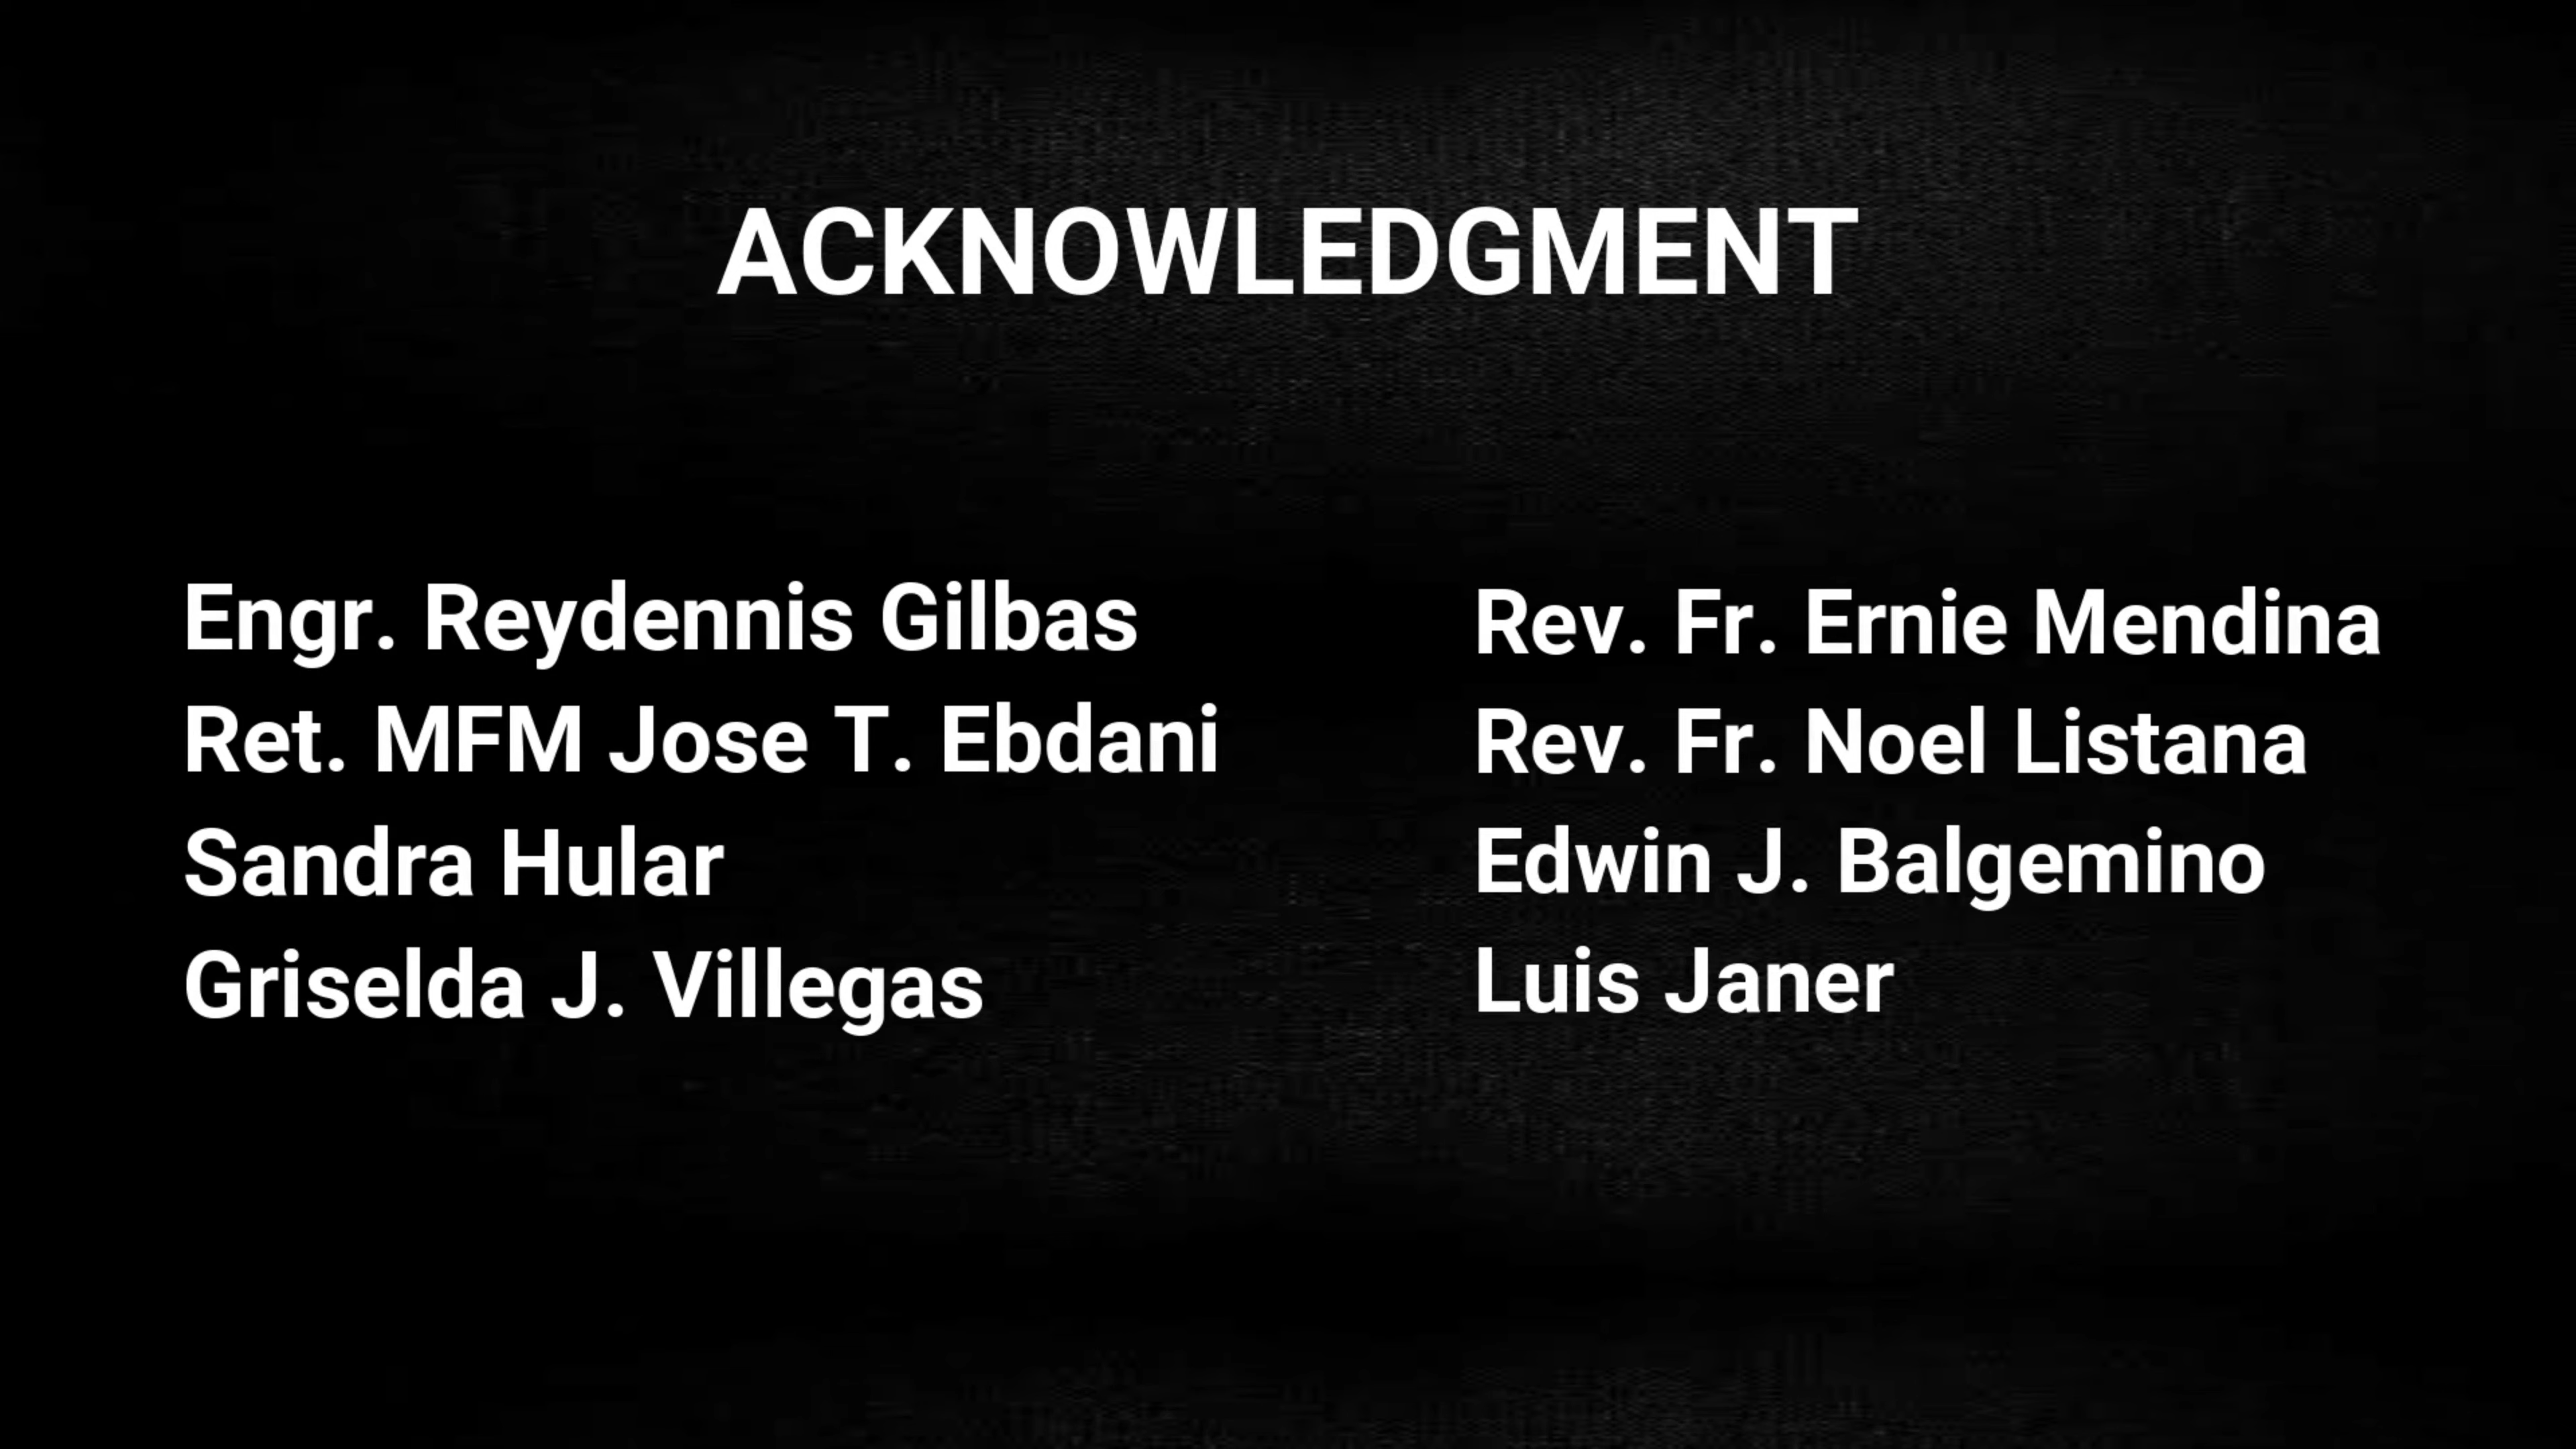 ACKNOWLEDGMENT
Engr. Reydennis Gilbas
Ret. MFM Jose T. Ebdani
Sandra Hular
Griselda J. Villegas
Rev. Fr. Ernie Mendina
Rev. Fr. Noel Listana
Edwin J. Balgemino
Luis Janer